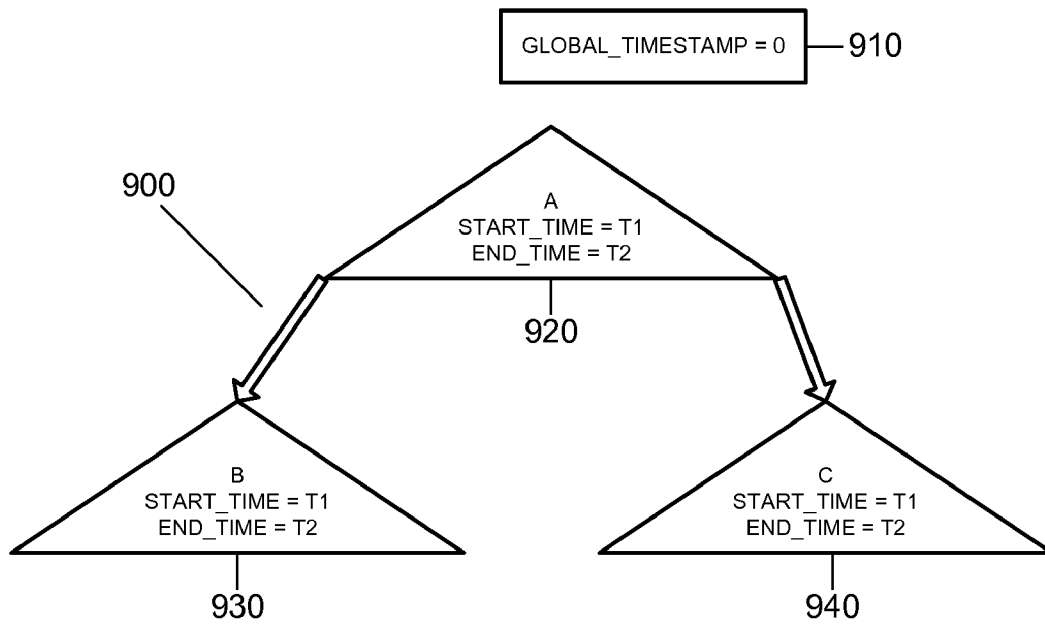 GLOBAL_TIMESTAMP = 0
910
900
A
START_TIME = T1
END_TIME = T2
920
B
START_TIME = T1
END_TIME = T2
930
C
START_TIME = T1
END_TIME = T2
940